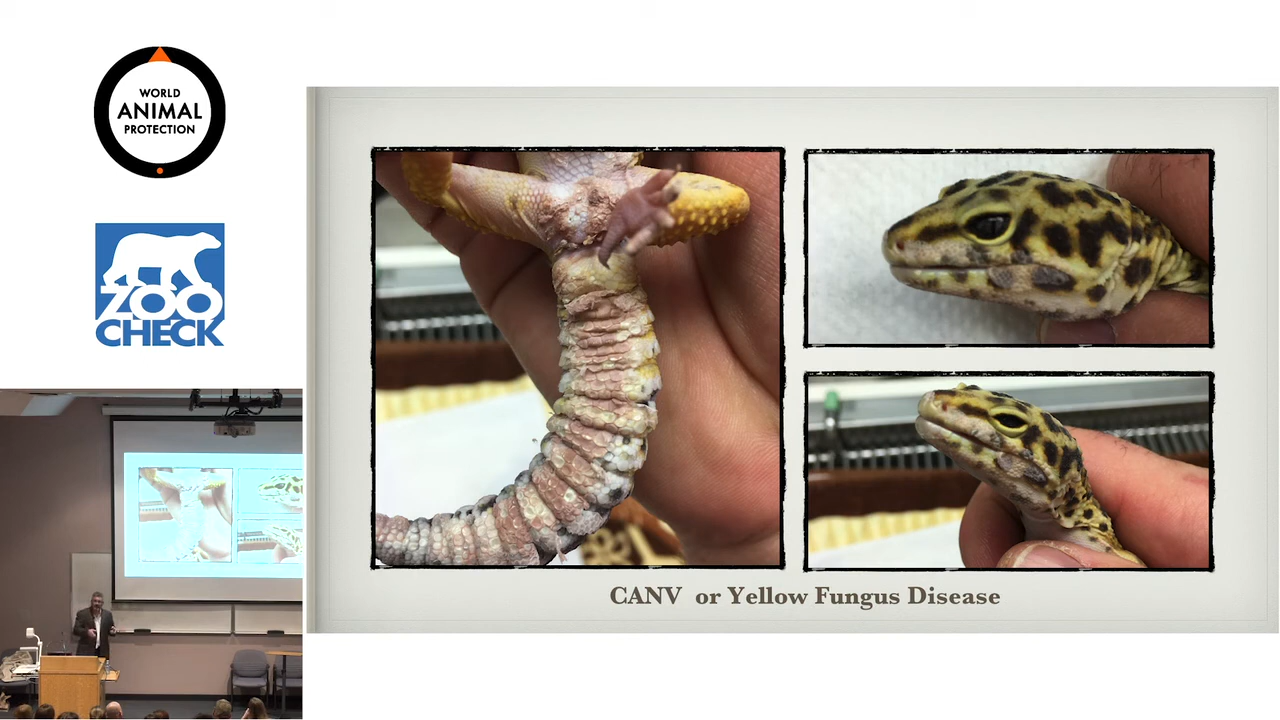 WORLD
ANIMAL
PROTECTION
ZOO
CHECK
CANV or Yellow Fungus Disease